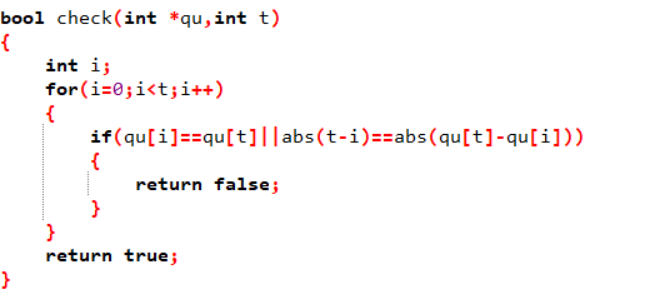 bool check(int *qu,int t)
{
    int i;
    for(i=0;i<t;i++)
    {
        if(qu[i]==qu[t]||abs(t-i)==abs(qu[t]-qu[i]))
        {
            return false;
        }
    }
    return true;
}